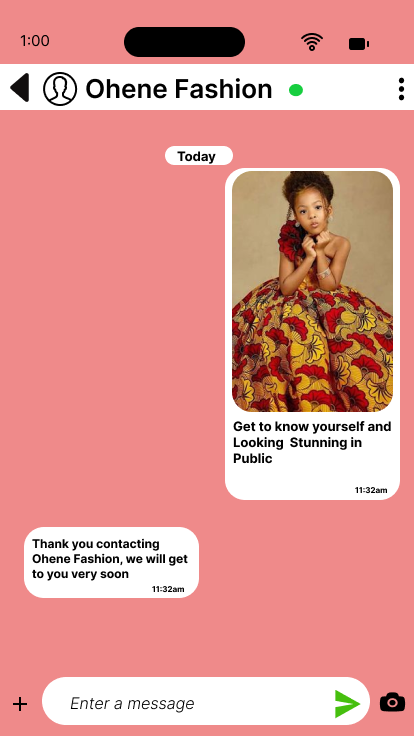 1:00
Ohene Fashion
Today
Get to know yourself and
Looking  Stunning in
Public
11:32am
Thank you contacting
Ohene Fashion, we will get
to you very soon
11:32am
Enter a message